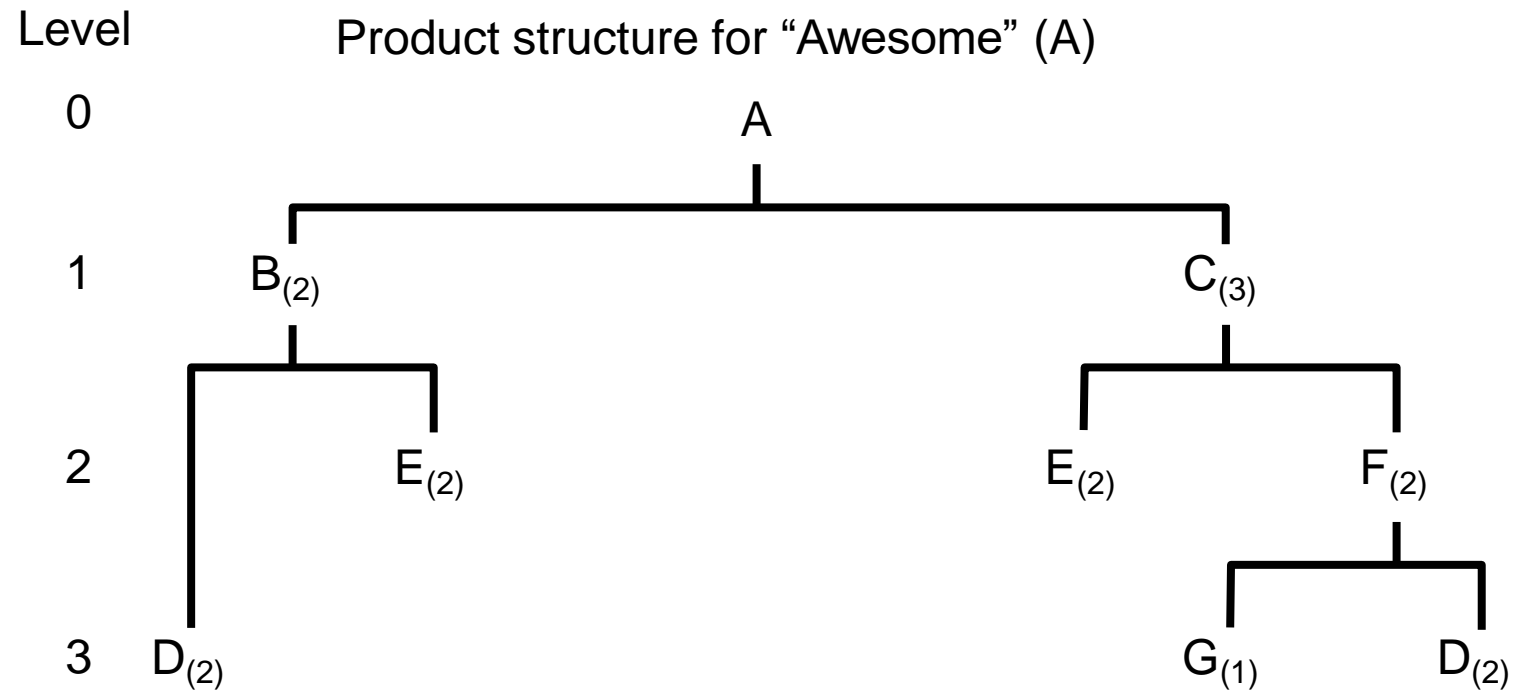 Level
Product structure for “Awesome” (A)
0
A
1
B(2)
C(3)
2
E(2)
E(2)
F(2)
3
D(2)
G(1)
D(2)